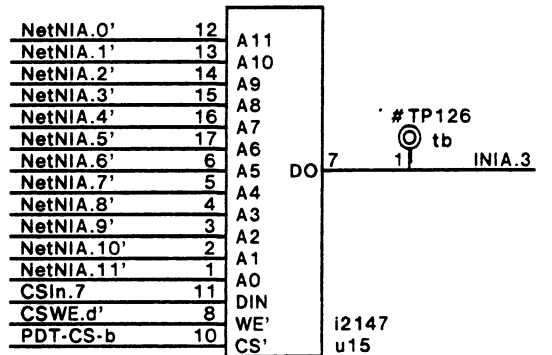 NetNIA.0' 12 A11
NetNIA.1' 13 A10
NetNIA.2' 14 A9
NetNIA.3' 15 A8
NetNIA.4' 16 A7
NetNIA.5' 17 A6
NetNIA.6' 6 A5
NetNIA.7' 5 A4
NetNIA.8' 4 A3
NetNIA.9' 3 A2
NetNIA.10' 2 A1
NetNIA.11' 1 A0
CSIn.7 11 DIN
CSWE.d' 8 WE'
PDT-CS-b 10 CS'
#TP126
tb
DO 7 1 INIA.3
i2147
u15